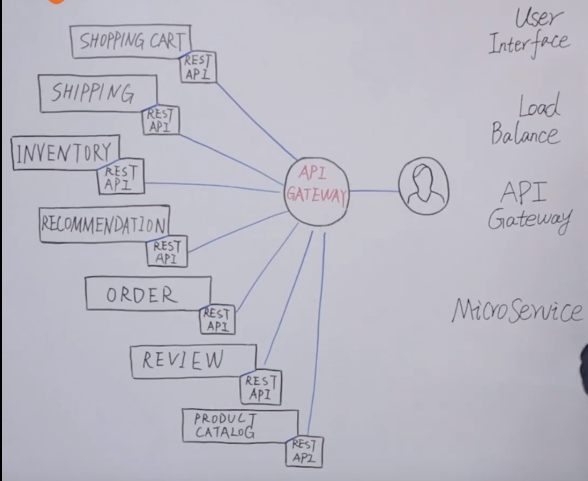 SHOPPING CART
REST
API
SHIPPING
REST
API
INVENTORY
REST
API
RECOMMENDATION
REST
API
ORDER
REST
API
REVIEW
REST
API
PRODUCT
CATALOG
REST
API
API
GATEWAY
User
Interface
Load
Balance
API
Gateway
MicroService